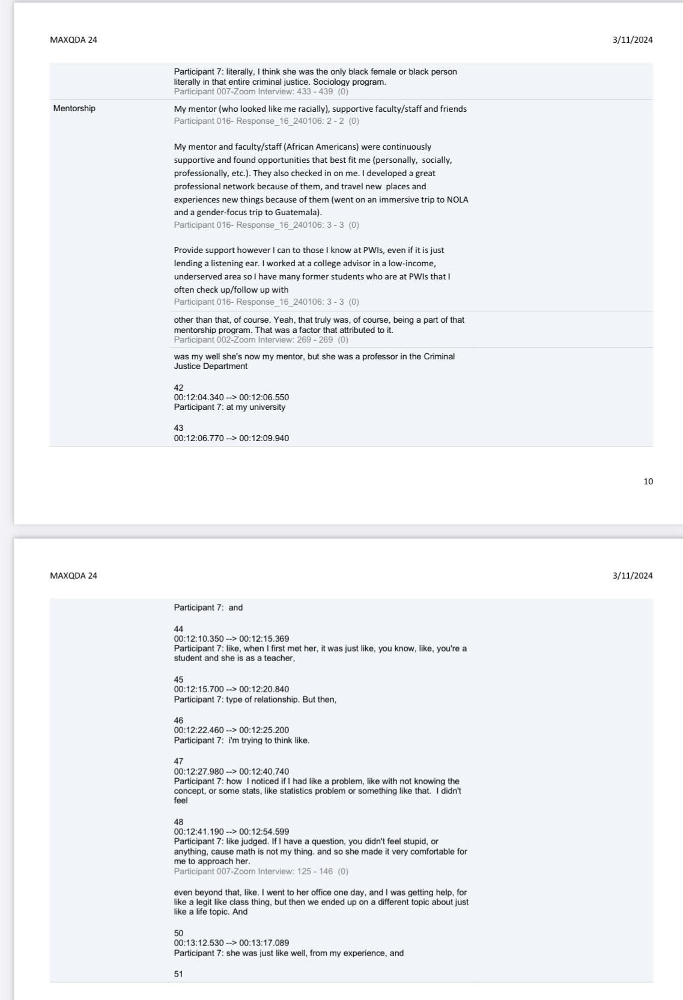 MAXQDA 24
3/11/2024
Participant 7: literally, I think she was the only black female or black person
literally in that entire criminal justice. Sociology program.
Participant 007-Zoom Interview: 433 - 439 (0)
Mentorship
My mentor (who looked like me racially), supportive faculty/staff and friends
Participant 016- Response_16_240106: 2 - 2 (0)
My mentor and faculty/staff (African Americans) were continuously
supportive and found opportunities that best fit me (personally, socially,
professionally, etc.). They also checked in on me. I developed a great
professional network because of them, and travel new places and
experiences new things because of them (went on an immersive trip to NOLA
and a gender-focus trip to Guatemala).
Participant 016- Response_16_240106: 3 - 3 (0)
Provide support however I can to those I know at PWIs, even if it is just
lending a listening ear. I worked at a college advisor in a low-income,
underserved area so I have many former students who are at PWIs that I
often check up/follow up with
Participant 016- Response_16_240106: 3 - 3 (0)
other than that, of course. Yeah, that truly was, of course, being a part of that
mentorship program. That was a factor that attributed to it.
Participant 002-Zoom Interview: 269 - 269 (0)
was my well she's now my mentor, but she was a professor in the Criminal
Justice Department
42
00:12:04.340 --> 00:12:06.550
Participant 7: at my university
43
00:12:06.770 --> 00:12:09.940
10
MAXQDA 24
3/11/2024
Participant 7: and
44
00:12:10.350 --> 00:12:15.369
Participant 7: like, when I first met her, it was just like, you know, like, you're a
student and she is as a teacher,
45
00:12:15.700 --> 00:12:20.840
Participant 7: type of relationship. But then,
46
00:12:22.460 --> 00:12:25.200
Participant 7: i'm trying to think like.
47
00:12:27.980 --> 00:12:40.740
Participant 7: how I noticed if I had like a problem, like with not knowing the
concept, or some stats, like statistics problem or something like that. I didn't
feel
48
00:12:41.190 --> 00:12:54.599
Participant 7: like judged. If I have a question, you didn't feel stupid, or
anything, cause math is not my thing. and so she made it very comfortable for
me to approach her.
Participant 007-Zoom Interview: 125 - 146 (0)
even beyond that, like. I went to her office one day, and I was getting help, for
like a legit like class thing, but then we ended up on a different topic about just
like a life topic. And
50
00:13:12.530 --> 00:13:17.089
Participant 7: she was just like well, from my experience, and
51